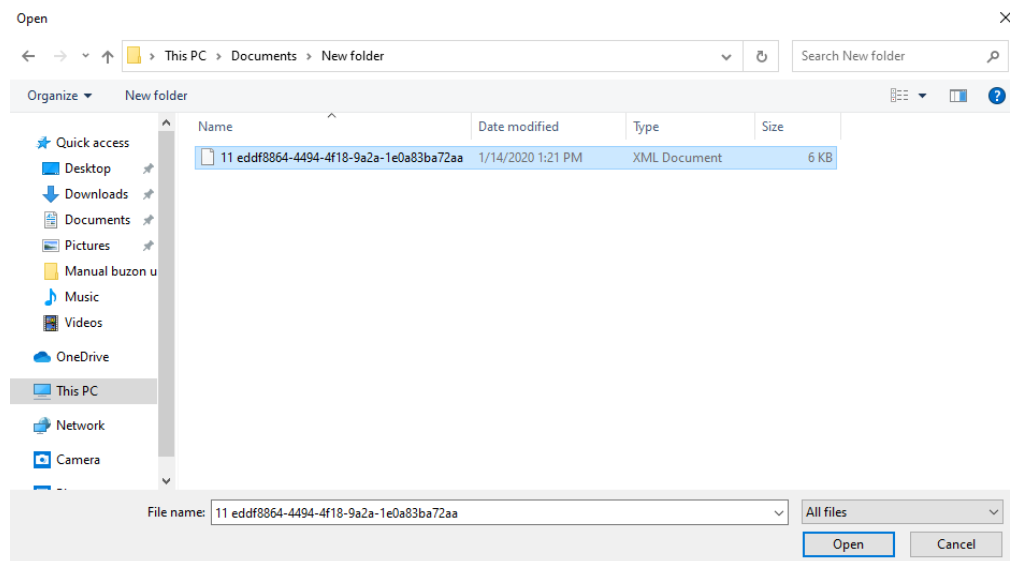 Open
This PC > Documents > New folder
Search New folder
Organize New folder
Name Date modified Type Size
11 eddf8864-4494-4f18-9a2a-1e0a83ba72aa 1/14/2020 1:21 PM XML Document 6 KB
Quick access
Desktop
Downloads
Documents
Pictures
Manual buzon u
Music
Videos
OneDrive
This PC
Network
Camera
File name: 11 eddf8864-4494-4f18-9a2a-1e0a83ba72aa All files
Open Cancel